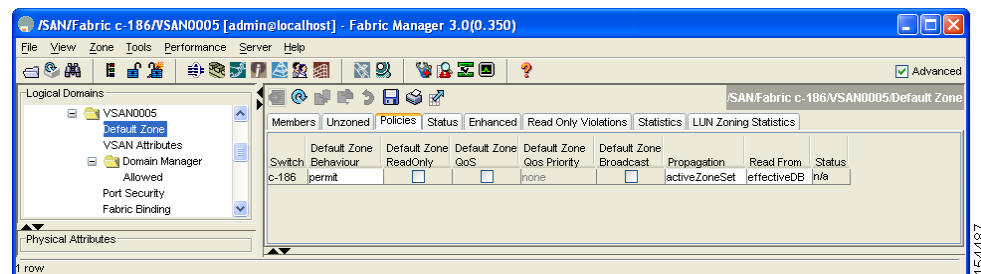 /SAN/Fabric c-186/VSAN0005 [admin@localhost] - Fabric Manager 3.0(0.350)
File View Zone Tools Performance Server Help
Advanced
Logical Domains
/SAN/Fabric c-186/VSAN0005/Default Zone
VSAN0005
Default Zone
VSAN Attributes
Domain Manager
Allowed
Port Security
Fabric Binding
Members Unzoned Policies Status Enhanced Read Only Violations Statistics LUN Zoning Statistics
Default Zone Default Zone Default Zone Default Zone Default Zone
Switch Behaviour ReadOnly QoS Qos Priority Broadcast Propagation Read From Status
c-186 permit none activeZoneSet effectiveDB n/a
Physical Attributes
1 row
154487